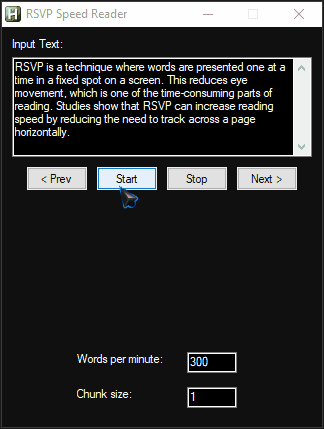 RSVP Speed Reader
Input Text:
RSVP is a technique where words are presented one at a
time in a fixed spot on a screen. This reduces eye
movement, which is one of the time-consuming parts of
reading. Studies show that RSVP can increase reading
speed by reducing the need to track across a page
horizontally.
< Prev
Start
Stop
Next >
Words per minute:
300
Chunk size:
1